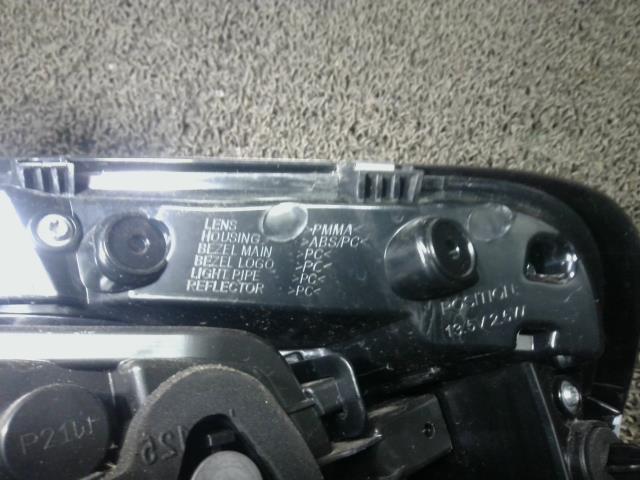 LENS >PMMA<
HOUSING >ABS/PC<
BEZEL MAIN >PC<
BEZEL LOGO >PC<
LIGHT PIPE >PC<
REFLECTOR >PC<
POSITION
13.5V2.5W
P21W